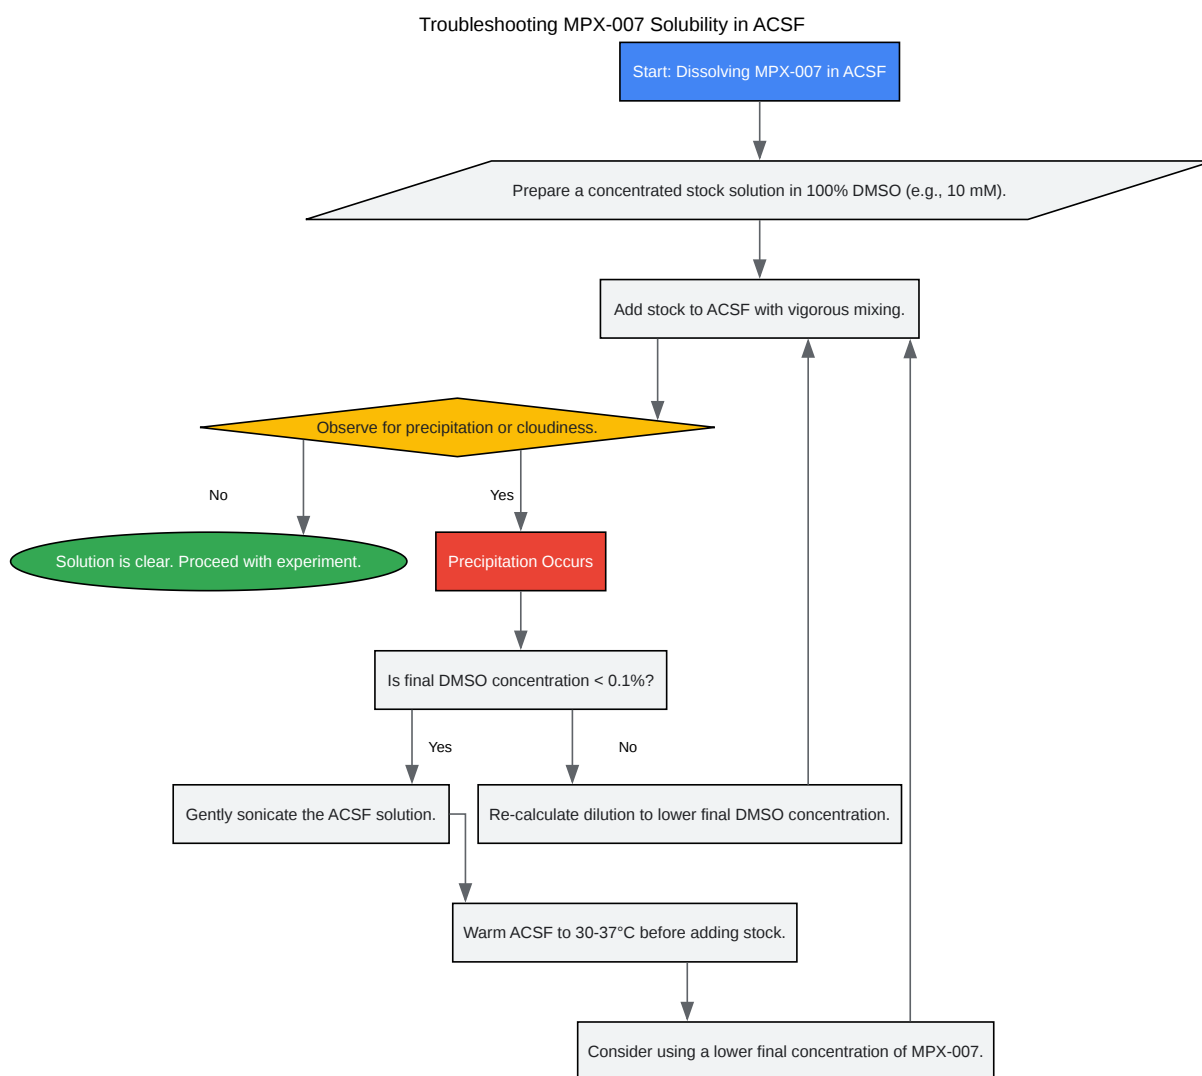 Troubleshooting MPX-007 Solubility in ACSF
Start: Dissolving MPX-007 in ACSF
Prepare a concentrated stock solution in 100% DMSO (e.g., 10 mM).
Add stock to ACSF with vigorous mixing.
Observe for precipitation or cloudiness.
No
Yes
Solution is clear. Proceed with experiment.
Precipitation Occurs
Is final DMSO concentration < 0.1%?
Yes
No
Gently sonicate the ACSF solution.
Re-calculate dilution to lower final DMSO concentration.
Warm ACSF to 30-37°C before adding stock.
Consider using a lower final concentration of MPX-007.